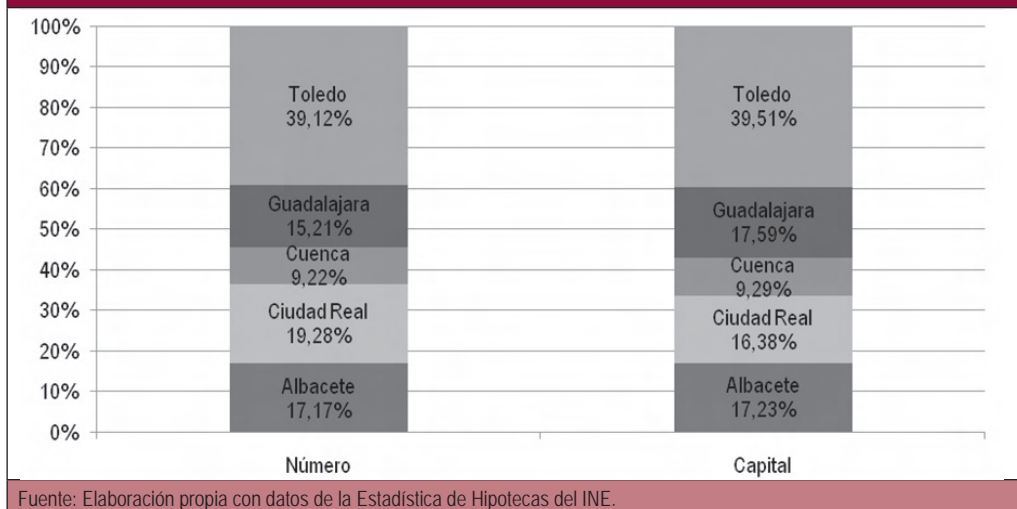 100%
90%
80%
70%
60%
50%
40%
30%
20%
10%
0%
Toledo
39,12%
Guadalajara
15,21%
Cuenca
9,22%
Ciudad Real
19,28%
Albacete
17,17%
Toledo
39,51%
Guadalajara
17,59%
Cuenca
9,29%
Ciudad Real
16,38%
Albacete
17,23%
Número
Capital
Fuente: Elaboración propia con datos de la Estadística de Hipotecas del INE.